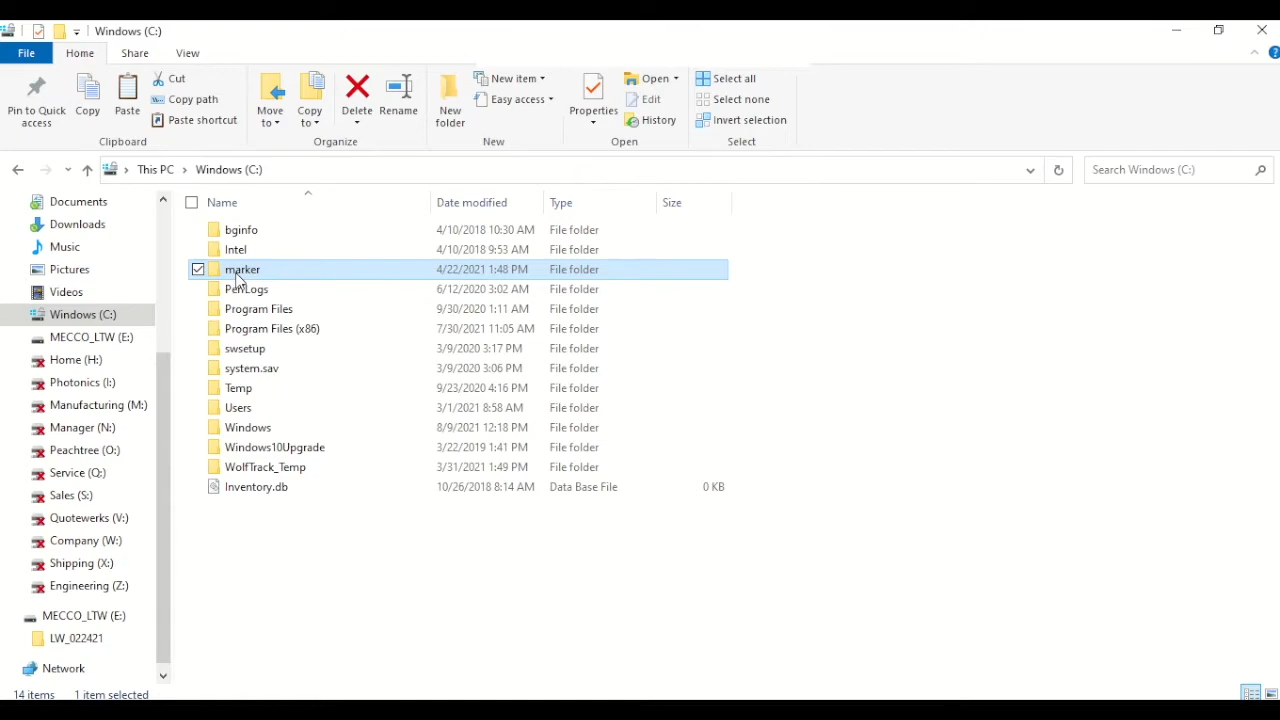 Windows (C:)
File Home Share View
Pin to Quick access
Copy
Paste
Cut
Copy path
Paste shortcut
Clipboard
Move to
Copy to
Delete
Rename
Organize
New folder
New item
Easy access
New
Properties
Open
Edit
History
Open
Select all
Select none
Invert selection
Select
This PC > Windows (C:)
Search Windows (C:)
Documents
Downloads
Music
Pictures
Videos
Windows (C:)
MECCO_LTW (E:)
Home (H:)
Photonics (I:)
Manufacturing (M:)
Manager (N:)
Peachtree (O:)
Service (Q:)
Sales (S:)
Quotewerks (V:)
Company (W:)
Shipping (X:)
Engineering (Z:)
MECCO_LTW (E:)
LW_022421
Network
Name Date modified Type Size
bginfo 4/10/2018 10:30 AM File folder
Intel 4/10/2018 9:53 AM File folder
marker 4/22/2021 1:48 PM File folder
PerfLogs 6/12/2020 3:02 AM File folder
Program Files 9/30/2020 1:11 AM File folder
Program Files (x86) 7/30/2021 11:05 AM File folder
swsetup 3/9/2020 3:17 PM File folder
system.sav 3/9/2020 3:06 PM File folder
Temp 9/23/2020 4:16 PM File folder
Users 3/1/2021 8:58 AM File folder
Windows 8/9/2021 12:18 PM File folder
Windows10Upgrade 3/22/2019 1:41 PM File folder
WolfTrack_Temp 3/31/2021 1:49 PM File folder
Inventory.db 10/26/2018 8:14 AM Data Base File 0 KB
14 items 1 item selected